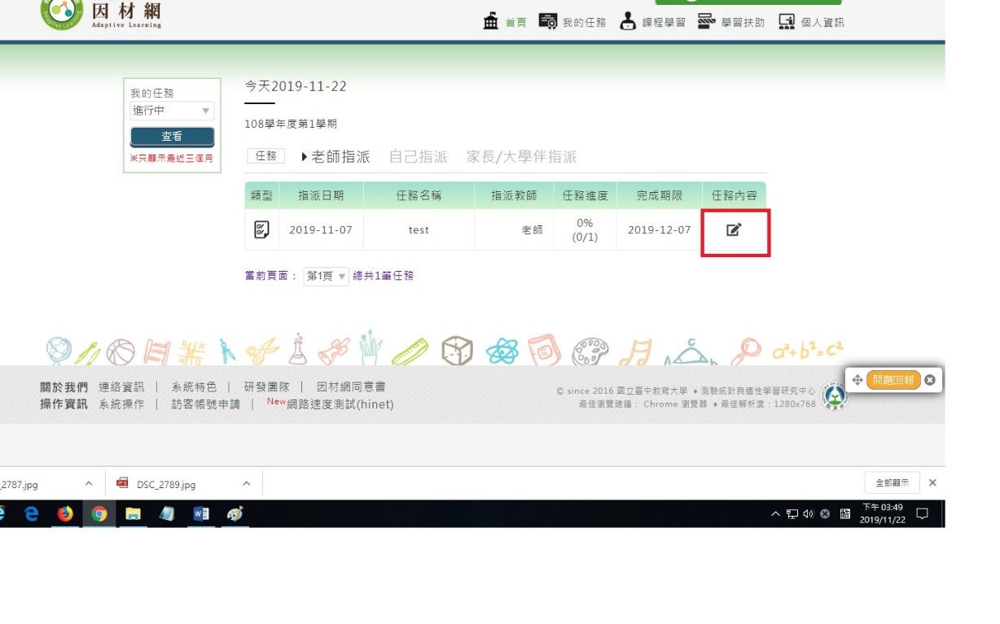 因材網
Adaptive Learning
首頁 我的任務 課程學習 學習扶助 個人資訊
我的任務
進行中
查看
※只顯示最近三個月
今天2019-11-22
108學年度第1學期
任務 老師指派 自己指派 家長/大學伴指派
類型 指派日期 任務名稱 指派教師 任務進度 完成期限 任務內容
2019-11-07 test 老師 0% (0/1) 2019-12-07
當前頁面： 第1頁 總共1筆任務
a²+b²=c²
關於我們 連絡資訊 | 系統特色 | 研發團隊 | 因材網同意書
操作資訊 系統操作 | 訪客帳號申請 | New網路速度測試(hinet)
© since 2016 國立臺中教育大學 ♦ 測驗統計與適性學習研究中心
最佳瀏覽建議： Chrome 瀏覽器 ♦ 最佳解析度：1280x768
問題回報
_2787.jpg DSC_2789.jpg 全部顯示
下午 03:49
2019/11/22